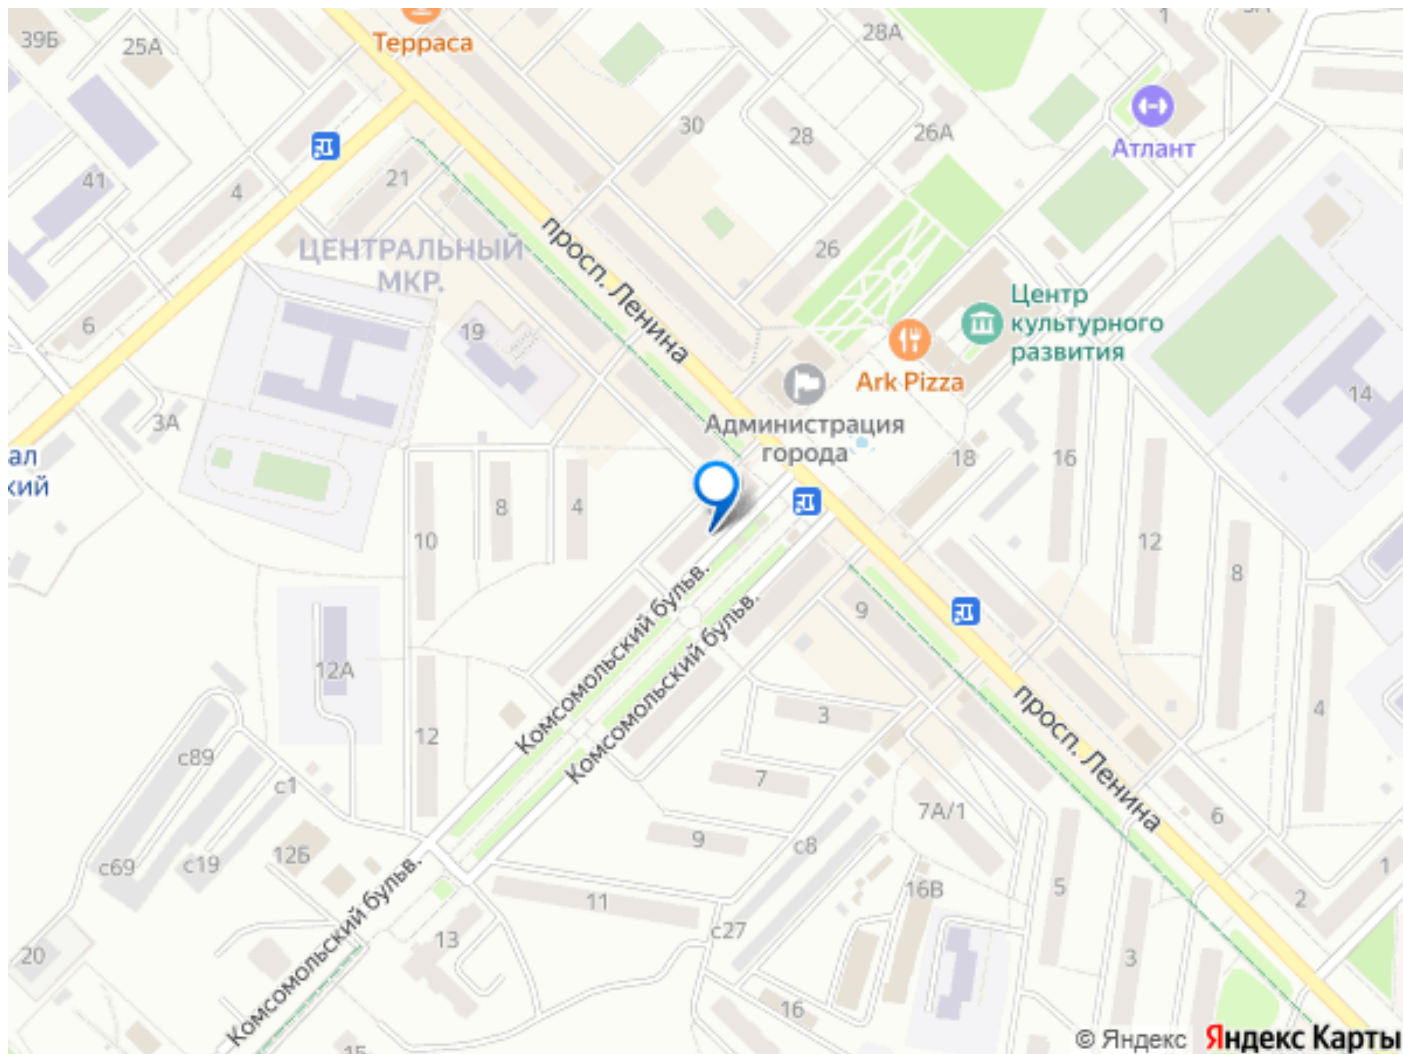 39Б
25А
Терраса
28А
1
30
28
26А
Атлант
41
4
21
ЦЕНТРАЛЬНЫЙ
МКР.
просп. Ленина
26
Центр
культурного
развития
6
19
Ark Pizza
14
3А
Администрация
города
ал
кий
18
16
8
4
10
12
8
Комсомольский бульв.
Комсомольский бульв.
9
12А
3
4
просп. Ленина
12
с89
с1
7
7А/1
6
9
с8
с69
с19
12Б
Комсомольский бульв.
11
16В
5
2
1
13
с27
3
20
16
15
© Яндекс
Яндекс Карты